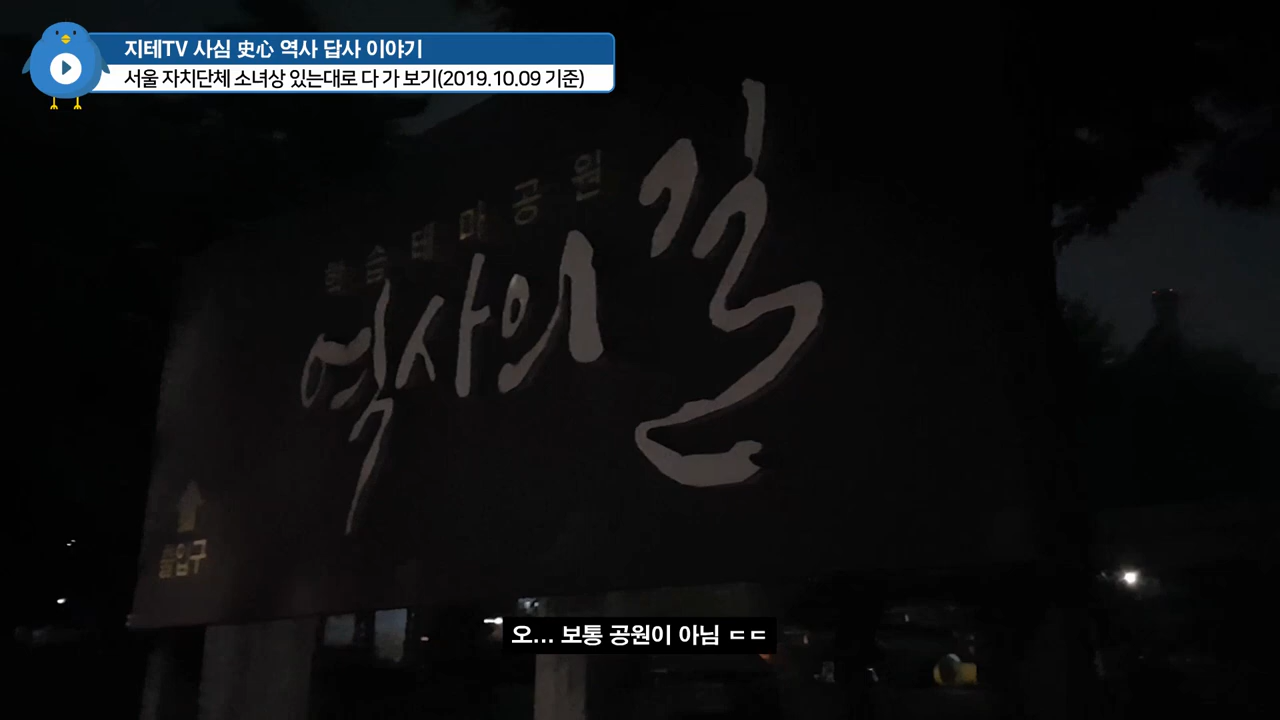 지테TV 사심 史心 역사 답사 이야기
서울 자치단체 소녀상 있는대로 다 가 보기(2019.10.09 기준)
학습테마공원
역사의 길
출입구
오... 보통 공원이 아님 ㄷㄷ